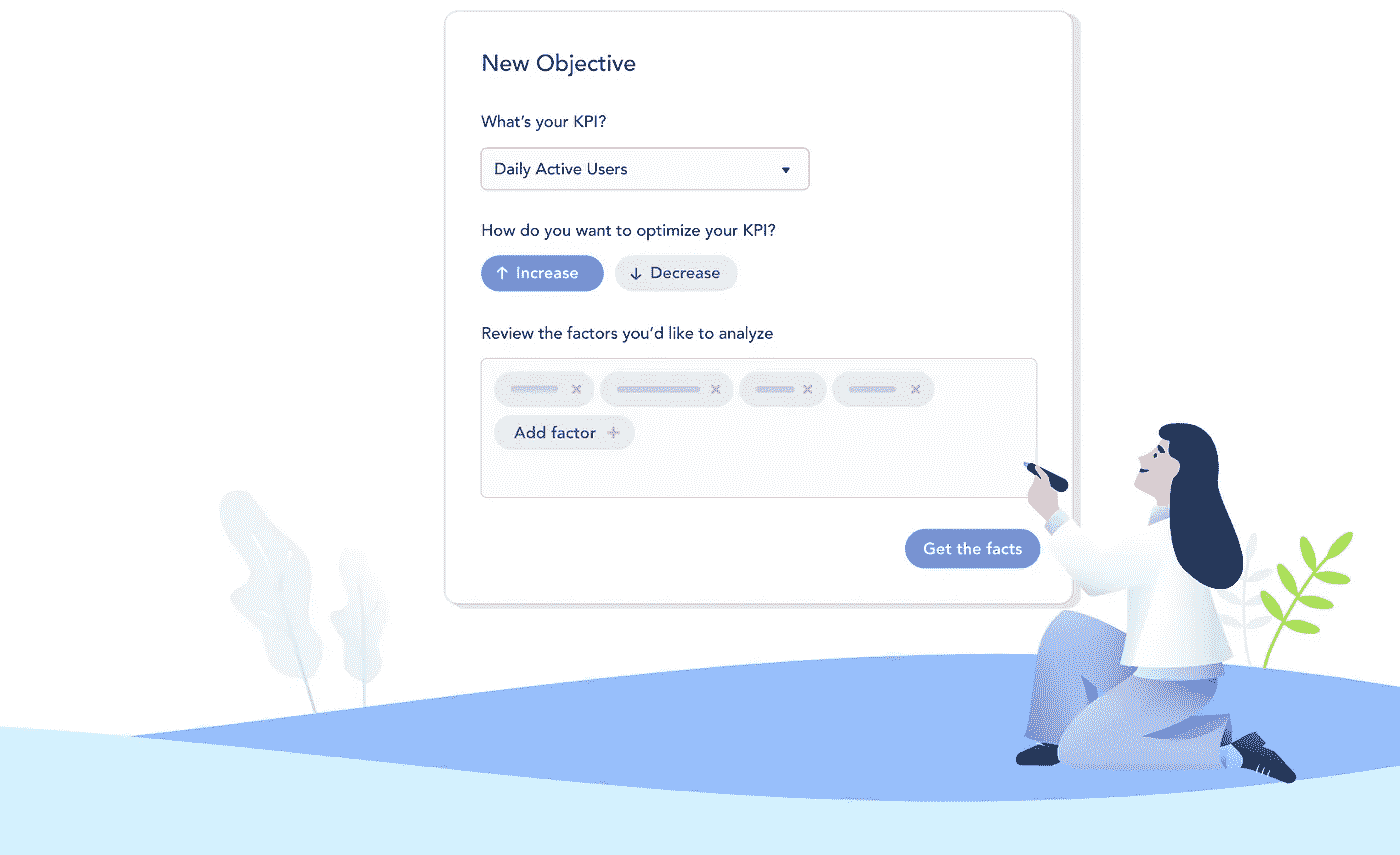 New Objective
What's your KPI?
Daily Active Users
How do you want to optimize your KPI?
↑ Increase ↓ Decrease
Review the factors you'd like to analyze
Add factor +
Get the facts